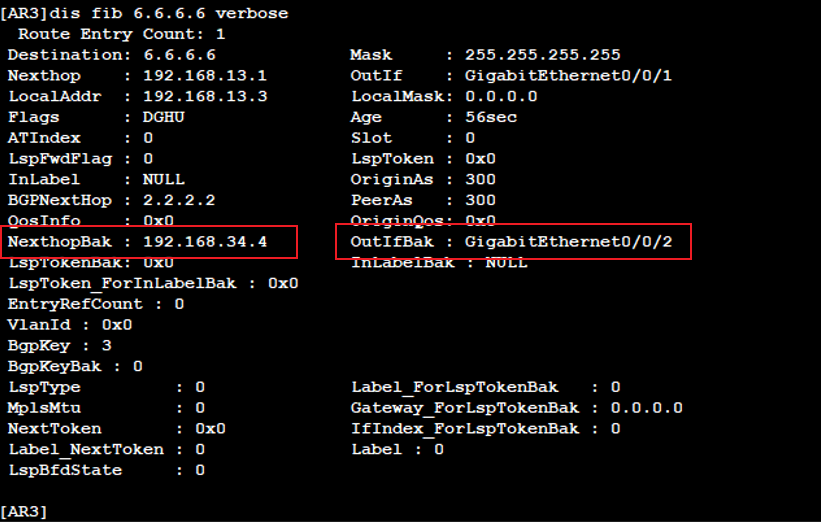 [AR3]dis fib 6.6.6.6 verbose
  Route Entry Count: 1
 Destination: 6.6.6.6               Mask     : 255.255.255.255
 Nexthop    : 192.168.13.1          OutIf    : GigabitEthernet0/0/1
 LocalAddr  : 192.168.13.3          LocalMask: 0.0.0.0
 Flags      : DGHU                  Age      : 56sec
 ATIndex    : 0                     Slot     : 0
 LspFwdFlag : 0                     LspToken : 0x0
 InLabel    : NULL                  OriginAs : 300
 BGPNextHop : 2.2.2.2               PeerAs   : 300
 QosInfo    : 0x0                   OriginQos: 0x0
 NexthopBak : 192.168.34.4          OutIfBak : GigabitEthernet0/0/2
 LspTokenBak: 0x0                   InLabelBak : NULL
 LspToken_ForInLabelBak : 0x0
 EntryRefCount : 0
 VlanId : 0x0
 BgpKey : 3
 BgpKeyBak : 0
 LspType       : 0                  Label_ForLspTokenBak   : 0
 MplsMtu       : 0                  Gateway_ForLspTokenBak : 0.0.0.0
 NextToken     : 0x0                IfIndex_ForLspTokenBak : 0
 Label_NextToken : 0                Label : 0
 LspBfdState   : 0
[AR3]